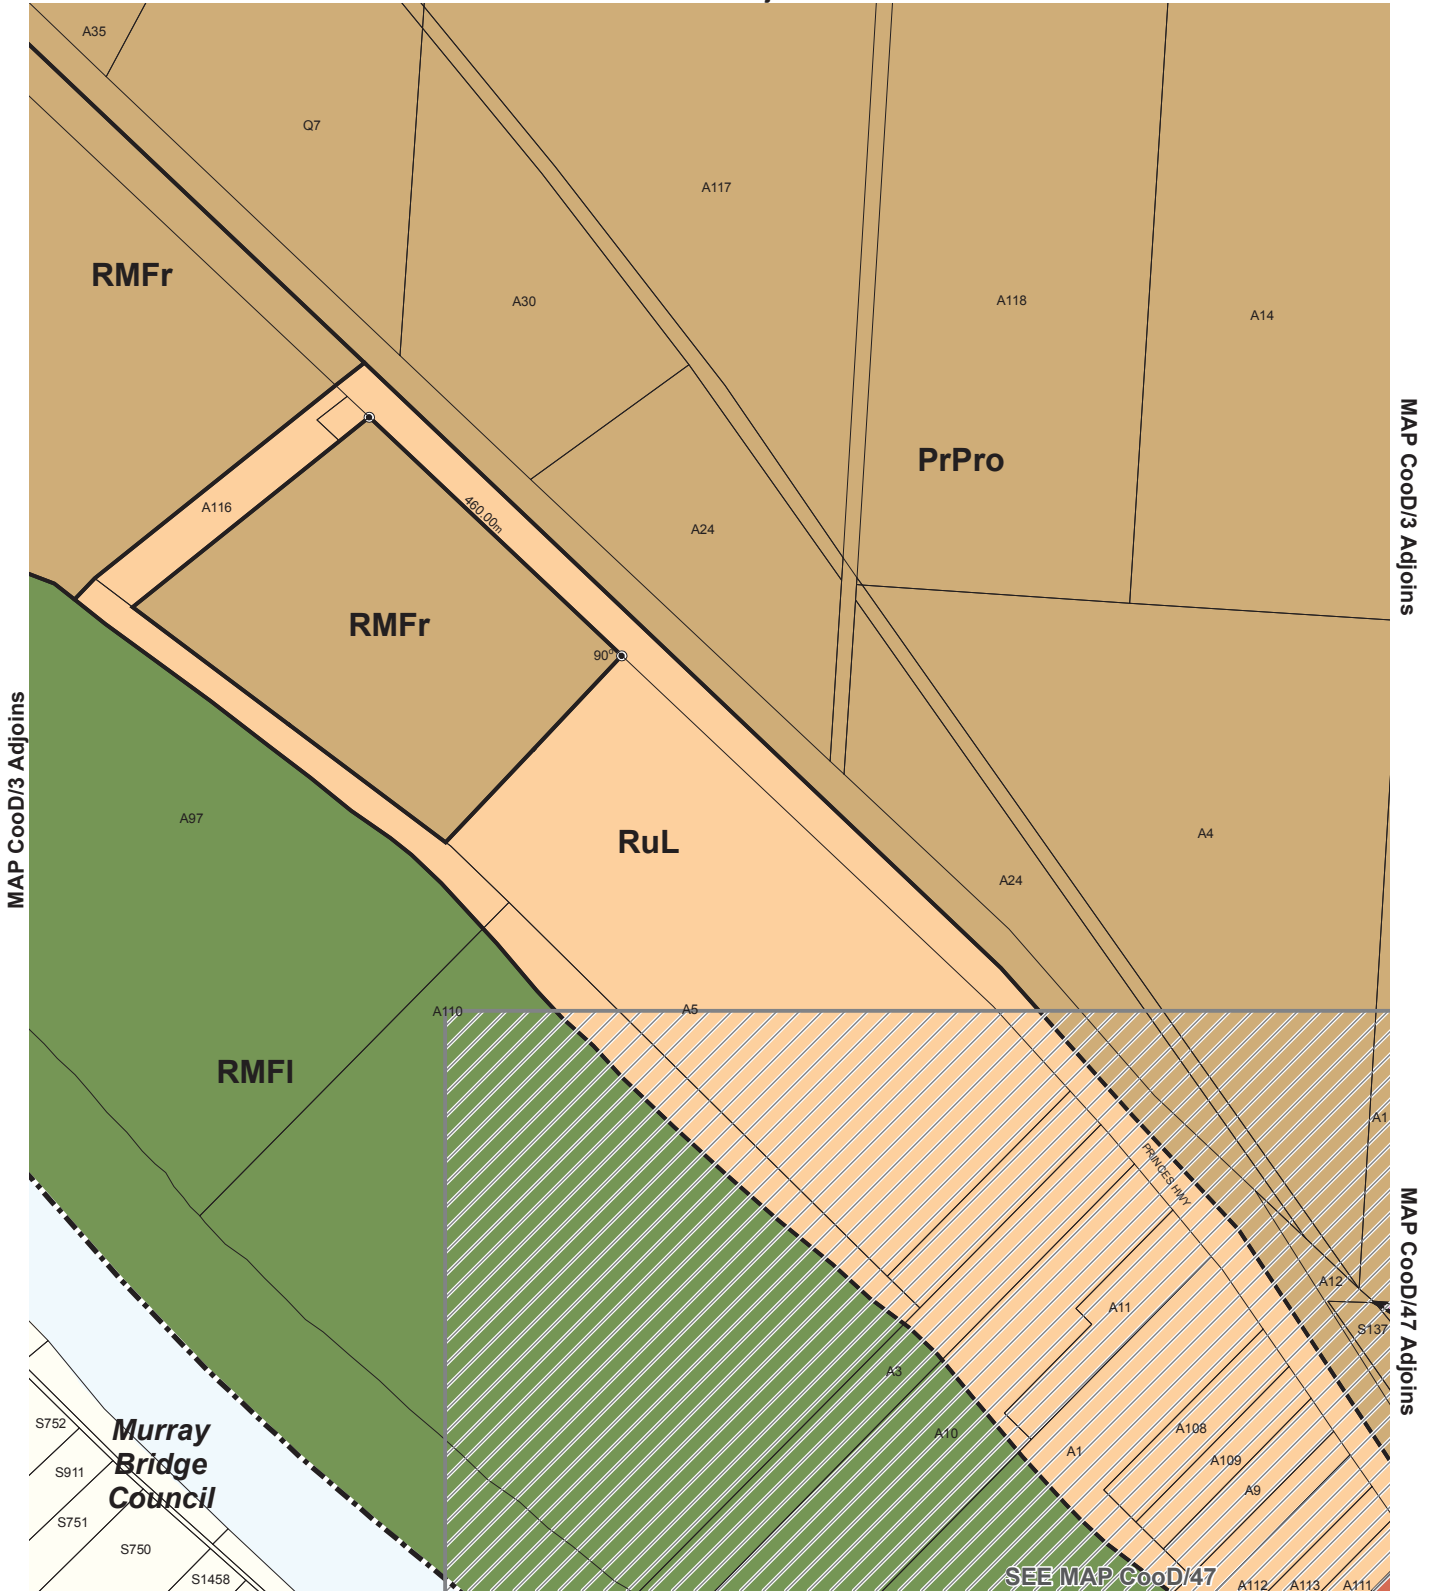 A35
Q7
A117
RMFr
A30
A118
A14
PrPro
MAP CooD/3 Adjoins
A116
460.00m
A24
RMFr
90°
MAP CooD/3 Adjoins
A97
RuL
A4
A24
A110
A5
RMFl
A1
PRINCES HWY
MAP CooD/47 Adjoins
A12
A11
S137
A3
S752
Murray
Bridge
Council
A10
A108
A1
A109
S911
A9
S751
S750
S1458
SEE MAP CooD/47
A112
A113
A111